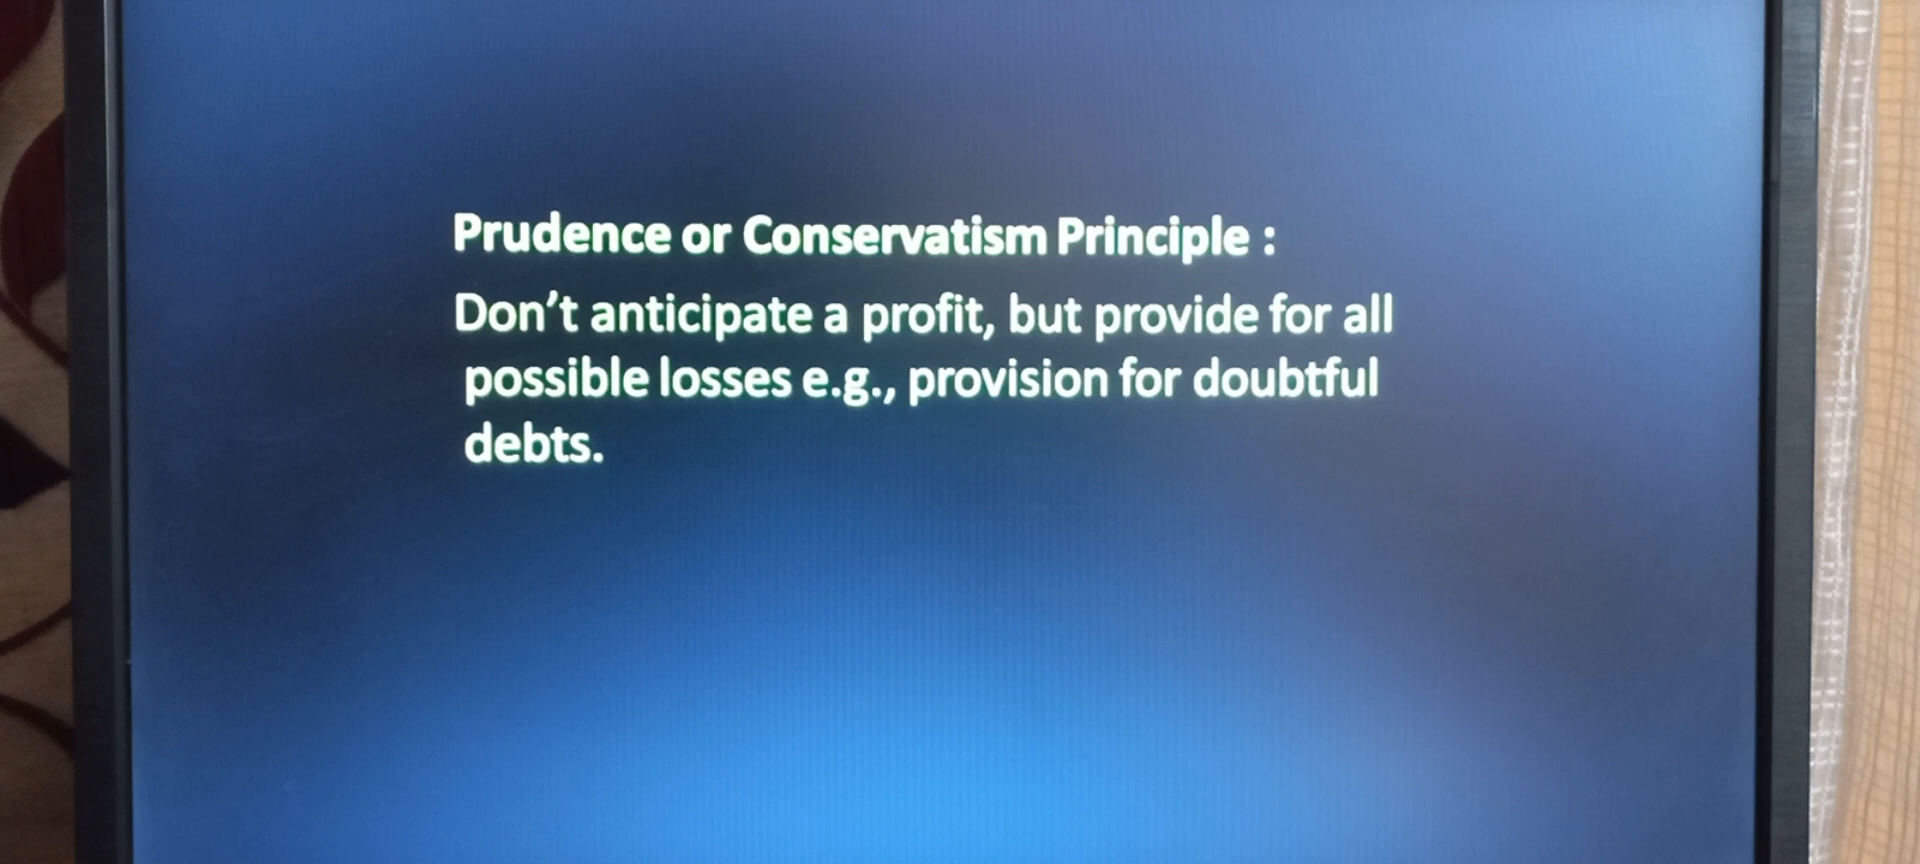 Prudence or Conservatism Principle :
Don’t anticipate a profit, but provide for all
possible losses e.g., provision for doubtful
debts.